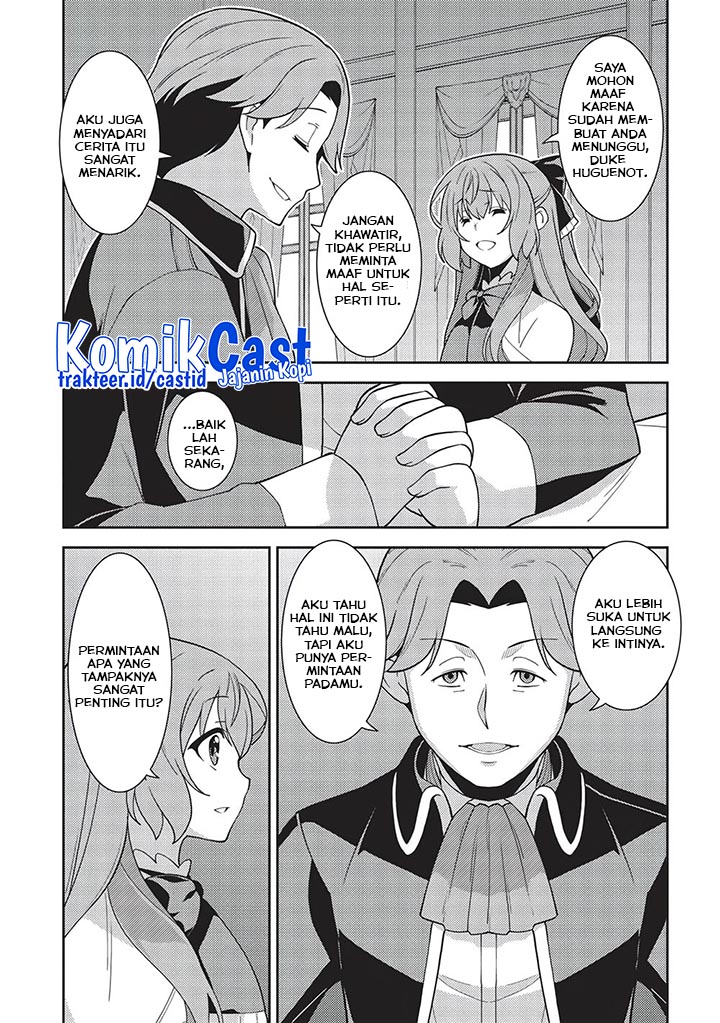 SAYA
MOHON
MAAF
KARENA
SUDAH MEM-
BUAT ANDA
MENUNGGU,
DUKE
HUGUENOT.
JANGAN
KHAWATIR,
TIDAK PERLU
MEMINTA
MAAF UNTUK
HAL SE-
PERTI ITU.
AKU JUGA
MENYADARI
CERITA ITU
SANGAT
MENARIK.
KomikCast
trakteer.id/castid
Jajanin Kopi
...BAIK
LAH
SEKA-
RANG,
AKU LEBIH
SUKA UNTUK
LANGSUNG
KE INTINYA.
AKU TAHU
HAL INI TIDAK
TAHU MALU,
TAPI AKU
PUNYA PER-
MINTAAN
PADAMU.
PERMINTAAN
APA YANG
TAMPAKNYA
SANGAT
PENTING ITU?